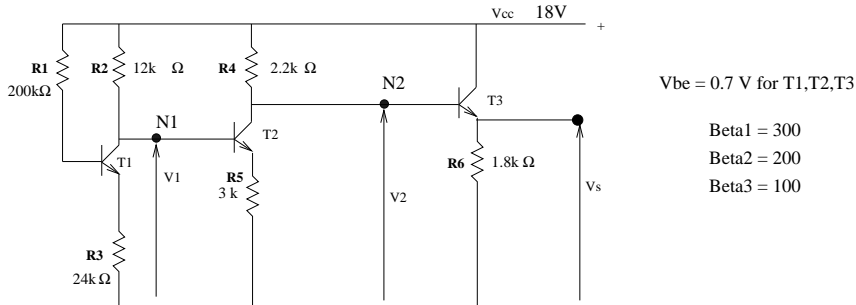 Vcc 18V
+
R1
200kΩ
R2 12k Ω
R4 2.2k Ω
N1
N2
T1
T2
T3
V1
R5
3 k
V2
R6 1.8k Ω
Vs
R3
24k Ω
Vbe = 0.7 V for T1,T2,T3
Beta1 = 300
Beta2 = 200
Beta3 = 100